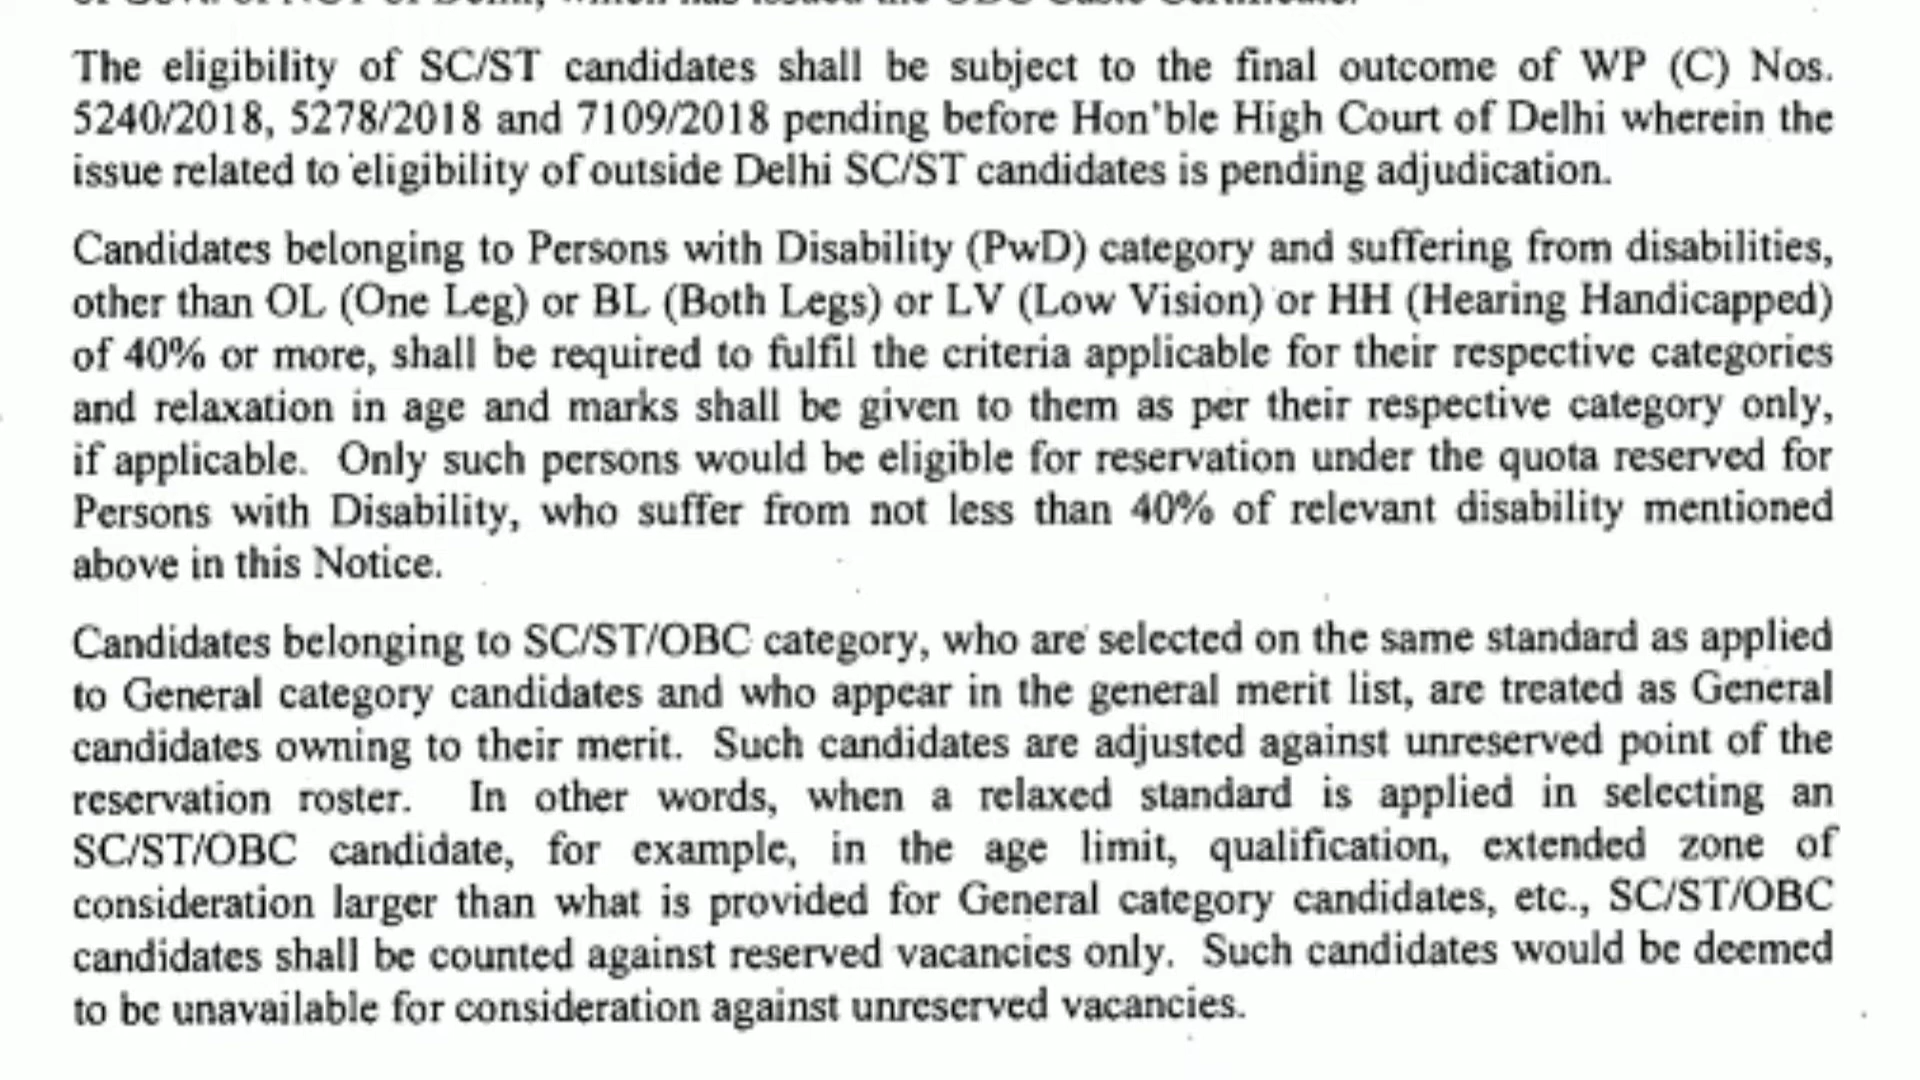 The eligibility of SC/ST candidates shall be subject to the final outcome of WP (C) Nos.
5240/2018, 5278/2018 and 7109/2018 pending before Hon'ble High Court of Delhi wherein the
issue related to eligibility of outside Delhi SC/ST candidates is pending adjudication.
Candidates belonging to Persons with Disability (PwD) category and suffering from disabilities,
other than OL (One Leg) or BL (Both Legs) or LV (Low Vision) or HH (Hearing Handicapped)
of 40% or more, shall be required to fulfil the criteria applicable for their respective categories
and relaxation in age and marks shall be given to them as per their respective category only,
if applicable. Only such persons would be eligible for reservation under the quota reserved for
Persons with Disability, who suffer from not less than 40% of relevant disability mentioned
above in this Notice.
Candidates belonging to SC/ST/OBC category, who are selected on the same standard as applied
to General category candidates and who appear in the general merit list, are treated as General
candidates owning to their merit. Such candidates are adjusted against unreserved point of the
reservation roster. In other words, when a relaxed standard is applied in selecting an
SC/ST/OBC candidate, for example, in the age limit, qualification, extended zone of
consideration larger than what is provided for General category candidates, etc., SC/ST/OBC
candidates shall be counted against reserved vacancies only. Such candidates would be deemed
to be unavailable for consideration against unreserved vacancies.